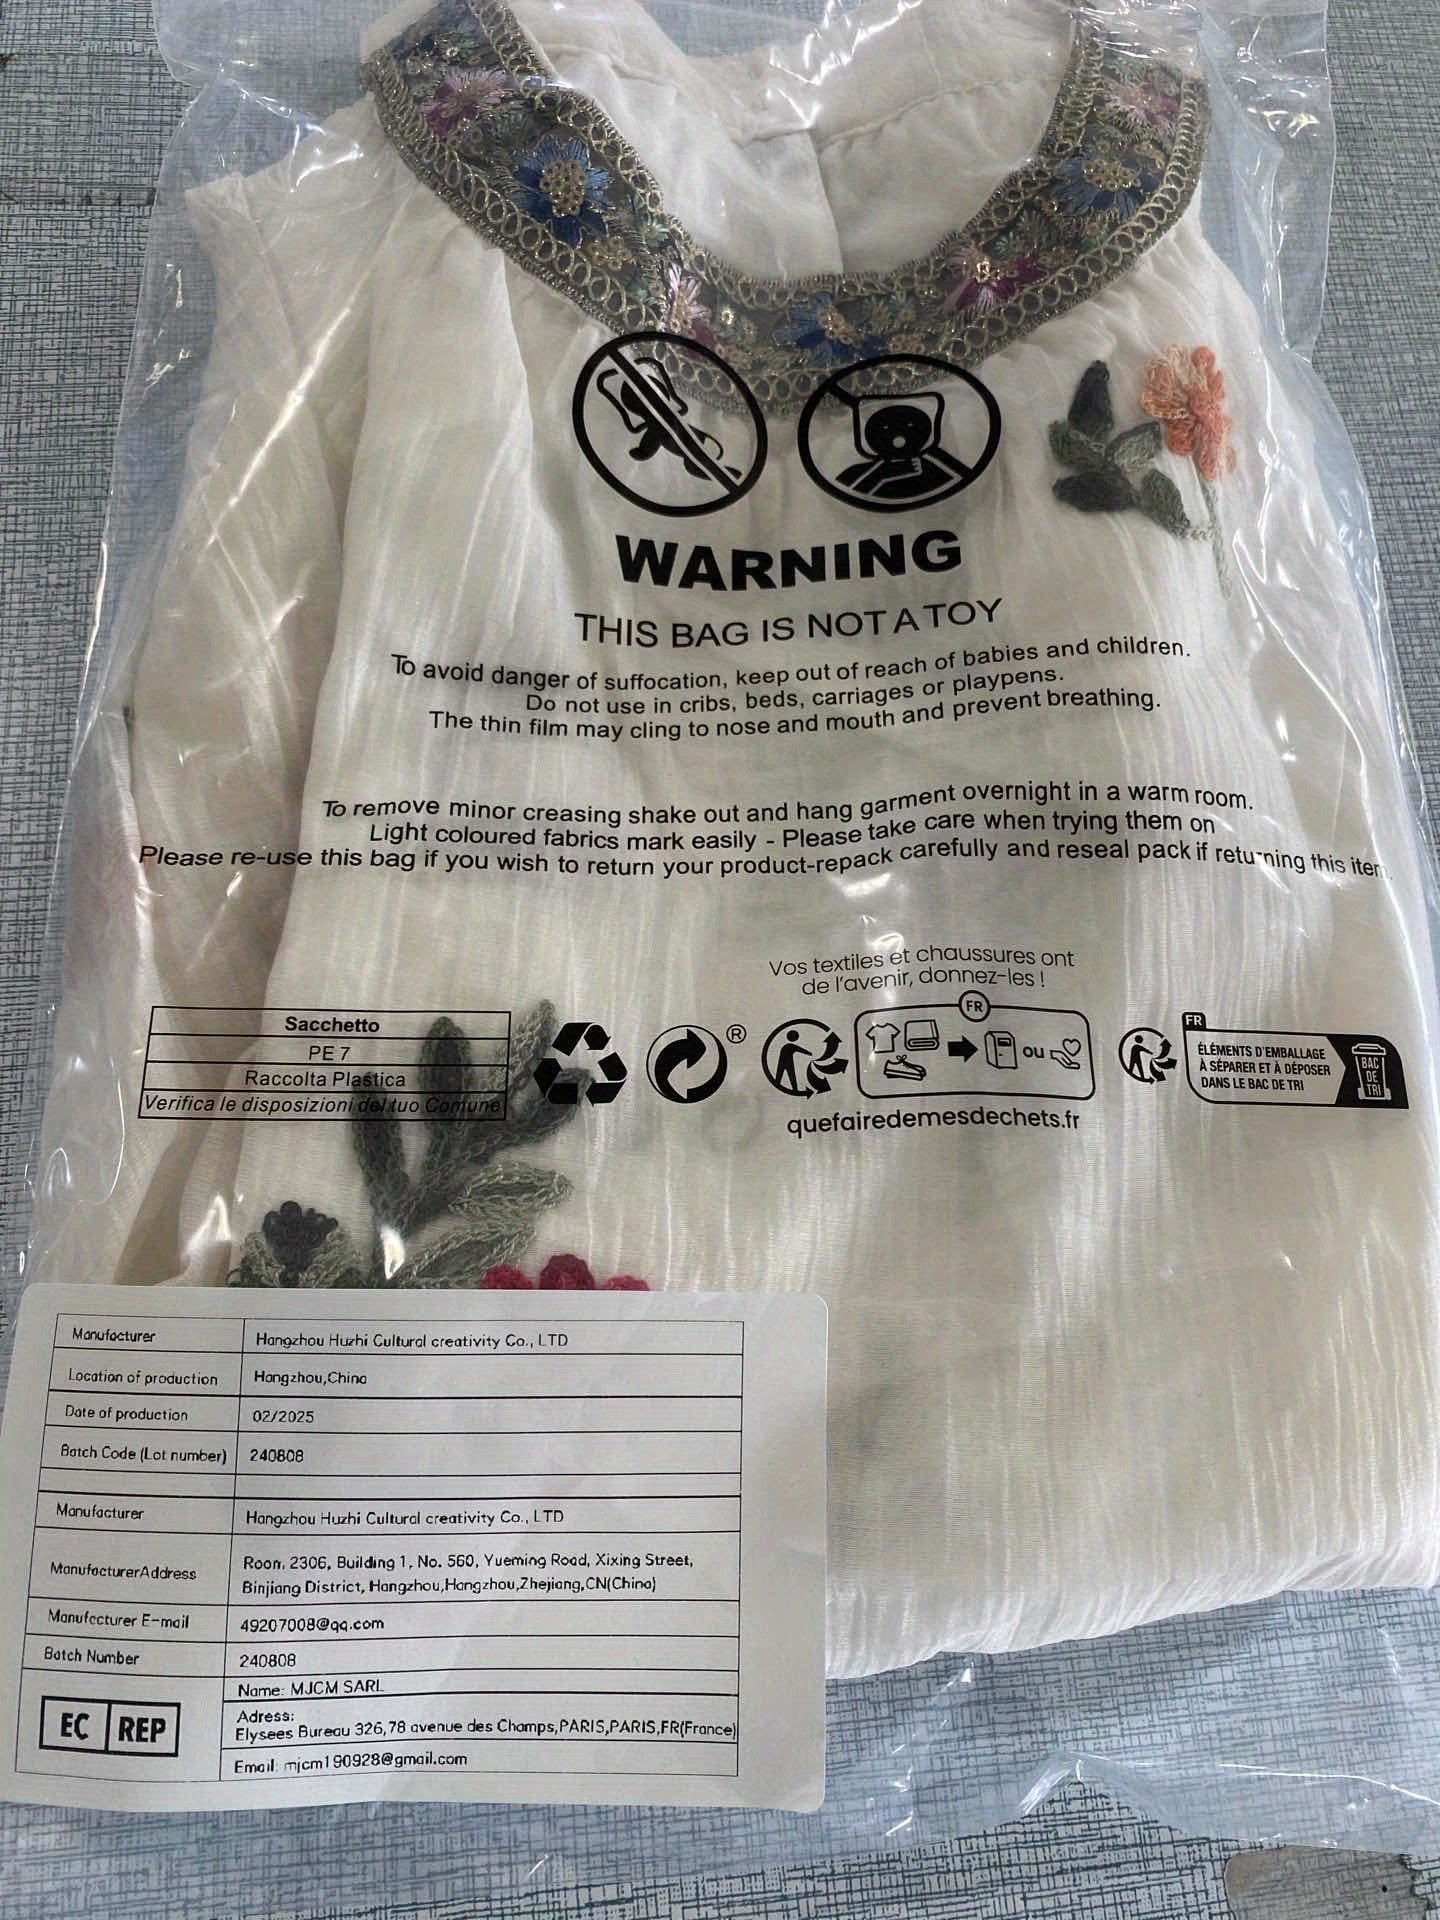 WARNING
THIS BAG IS NOT A TOY
To avoid danger of suffocation, keep out of reach of babies and children.
Do not use in cribs, beds, carriages or playpens.
The thin film may cling to nose and mouth and prevent breathing.
To remove minor creasing shake out and hang garment overnight in a warm room.
Light coloured fabrics mark easily - Please take care when trying them on
Please re-use this bag if you wish to return your product-repack carefully and reseal pack if returning this item.
Vos textiles et chaussures ont
de l'avenir, donnez-les !
FR
ou
quefairedemesdechets.fr
Sacchetto
PE 7
Raccolta Plastica
Verifica le disposizioni del tuo Comune
®
FR
ÉLÉMENTS D'EMBALLAGE
À SÉPARER ET À DÉPOSER
DANS LE BAC DE TRI
BAC
DE
TRI
Manufacturer Hangzhou Huzhi Cultural creativity Co., LTD
Location of production Hangzhou,China
Date of production 02/2025
Batch Code (Lot number) 240808
Manufacturer Hangzhou Huzhi Cultural creativity Co., LTD
ManufacturerAddress Room 2306, Building 1, No. 560, Yueming Road, Xixing Street,
Binjiang District, Hangzhou,Hangzhou,Zhejiang,CN(China)
Manufacturer E-mail 49207008@qq.com
Batch Number 240808
EC REP
Name: MJCM SARL
Adress:
Elysees Bureau 326,78 avenue des Champs,PARIS,PARIS,FR(France)
Email: mjcm190928@gmail.com